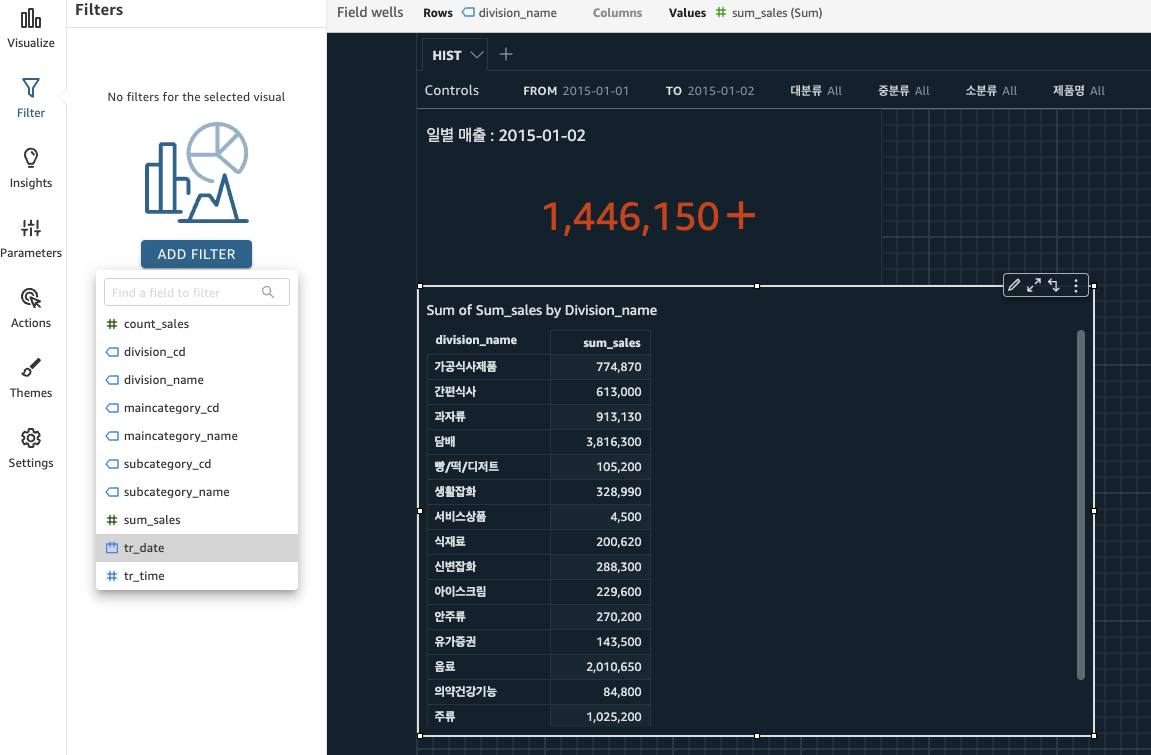 Visualize
Filter
Insights
Parameters
Actions
Themes
Settings
Filters
No filters for the selected visual
ADD FILTER
Find a field to filter
count_sales
division_cd
division_name
maincategory_cd
maincategory_name
subcategory_cd
subcategory_name
sum_sales
tr_date
tr_time
Field wells Rows division_name Columns Values sum_sales (Sum)
HIST
Controls FROM 2015-01-01 TO 2015-01-02 대분류 All 중분류 All 소분류 All 제품명 All
일별 매출 : 2015-01-02
1,446,150+
Sum of Sum_sales by Division_name
division_name sum_sales
가공식사제품 774,870
간편식사 613,000
과자류 913,130
담배 3,816,300
빵/떡/디저트 105,200
생활잡화 328,990
서비스상품 4,500
식재료 200,620
신변잡화 288,300
아이스크림 229,600
안주류 270,200
유가증권 143,500
음료 2,010,650
의약건강기능 84,800
주류 1,025,200